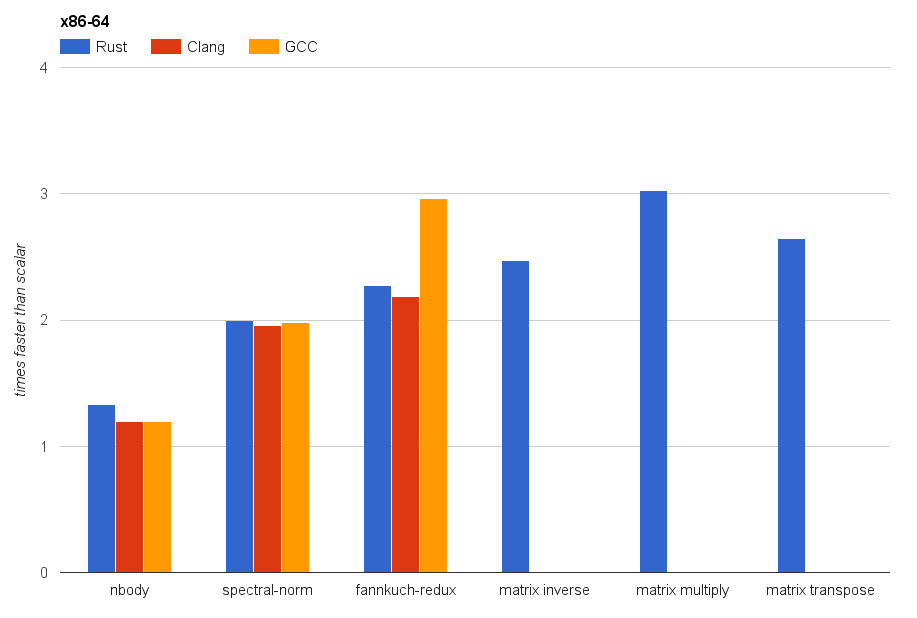 x86-64
Rust Clang GCC
4
3
2
1
0
times faster than scalar
nbody spectral-norm fannkuch-redux matrix inverse matrix multiply matrix transpose